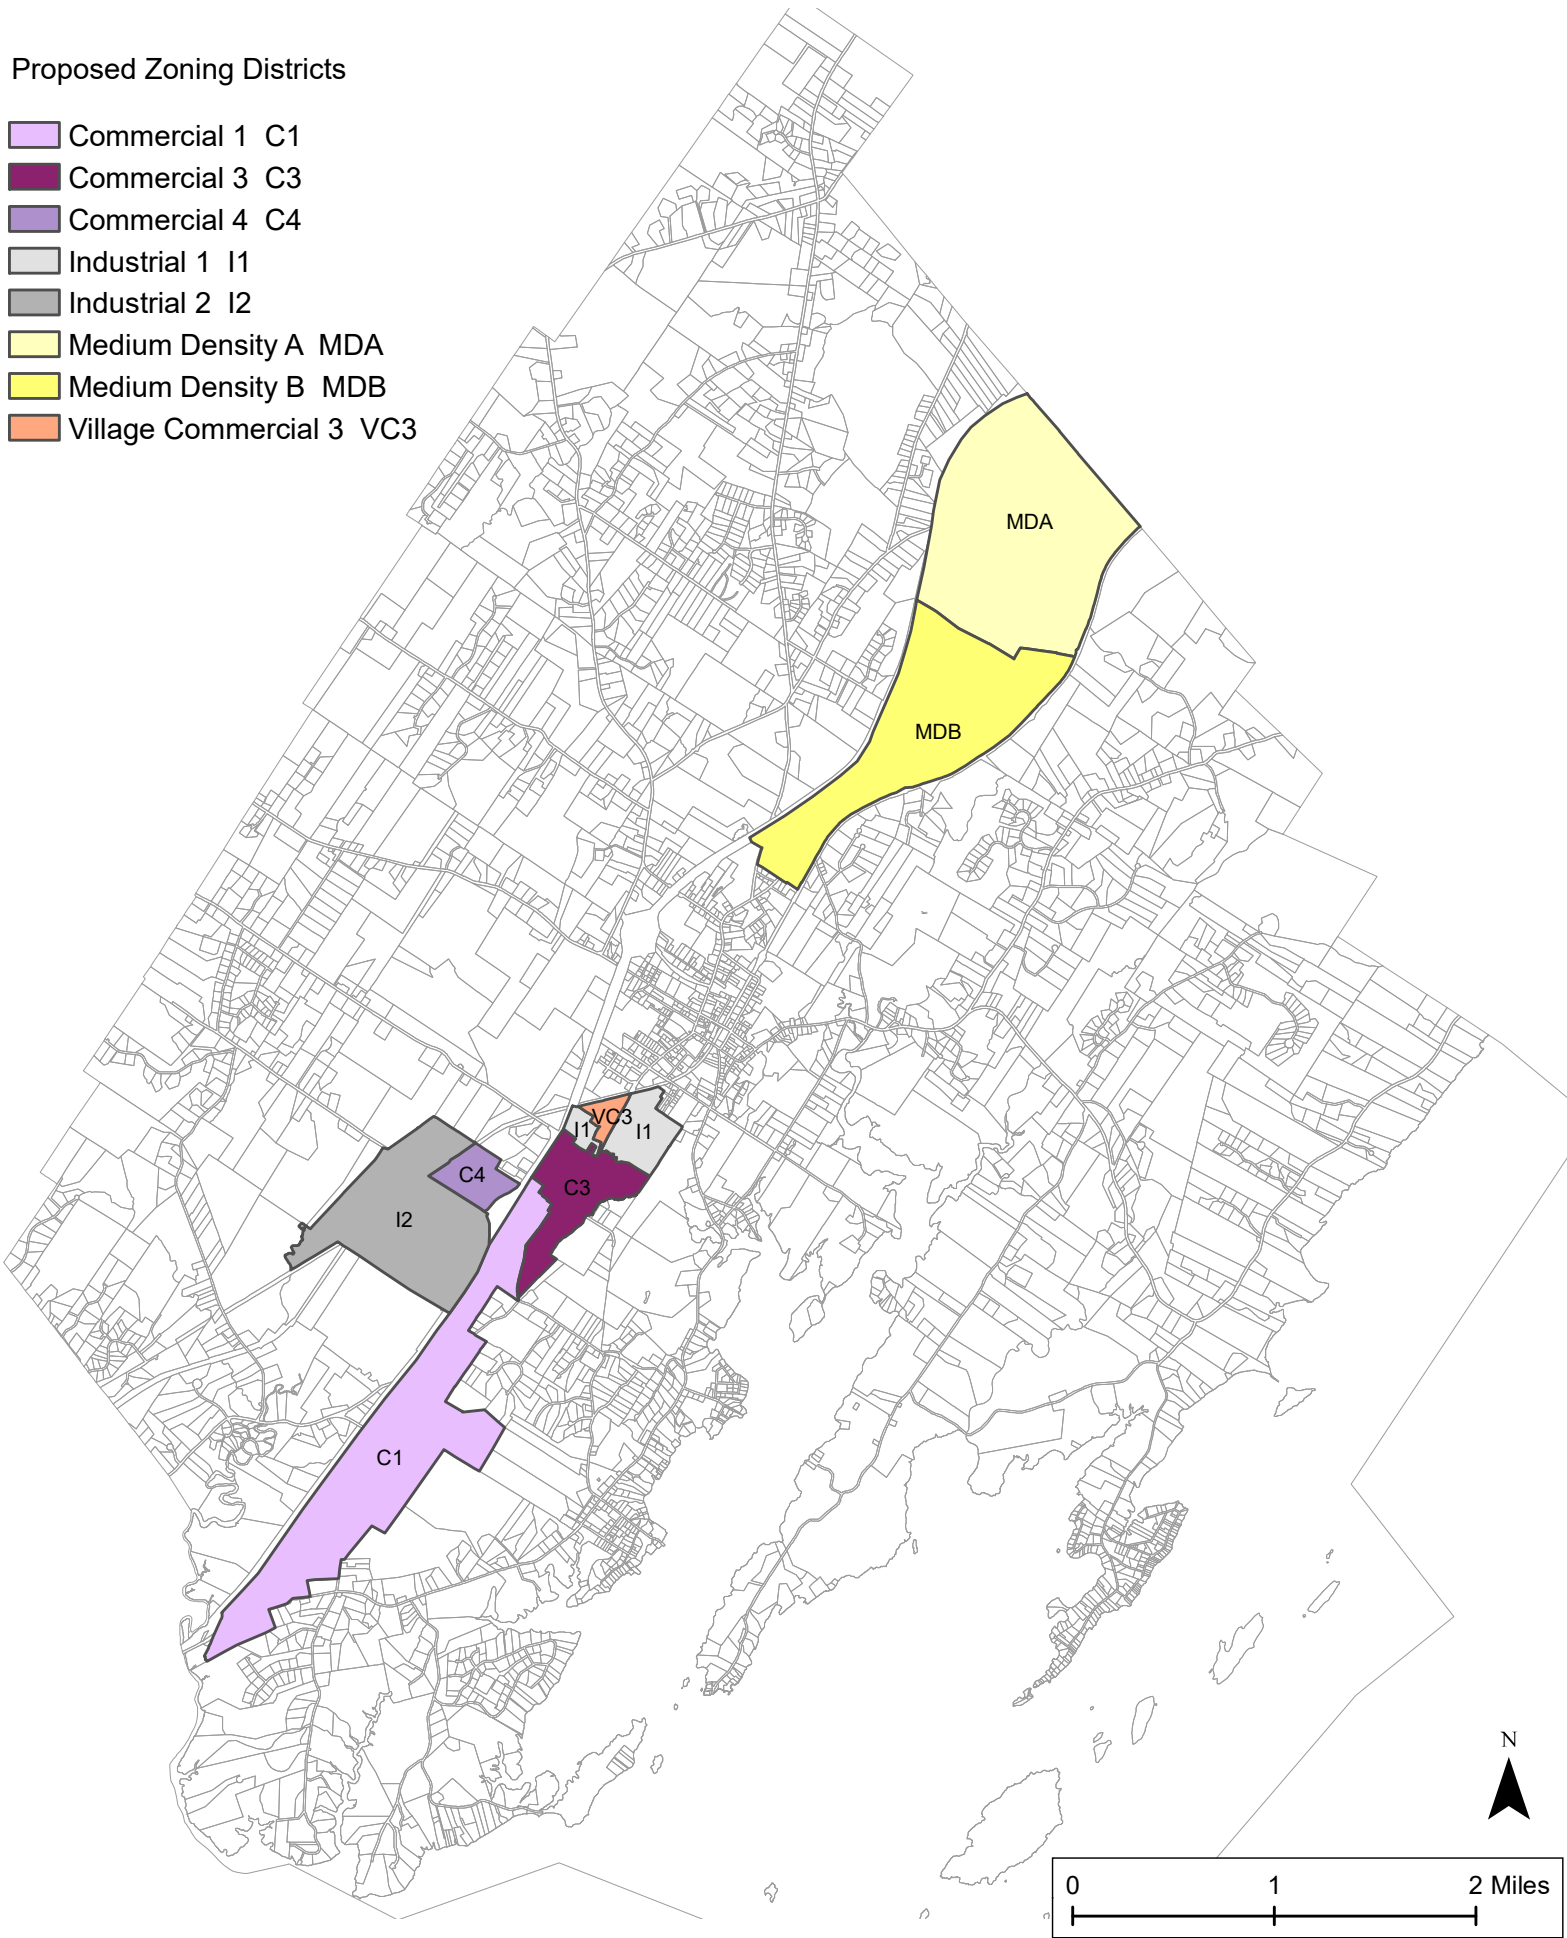 Proposed Zoning Districts
Commercial 1 C1
Commercial 3 C3
Commercial 4 C4
Industrial 1 I1
Industrial 2 I2
Medium Density A MDA
Medium Density B MDB
Village Commercial 3 VC3
MDA
MDB
VC3
I1
I1
C4
C3
I2
C1
N
0 1 2 Miles